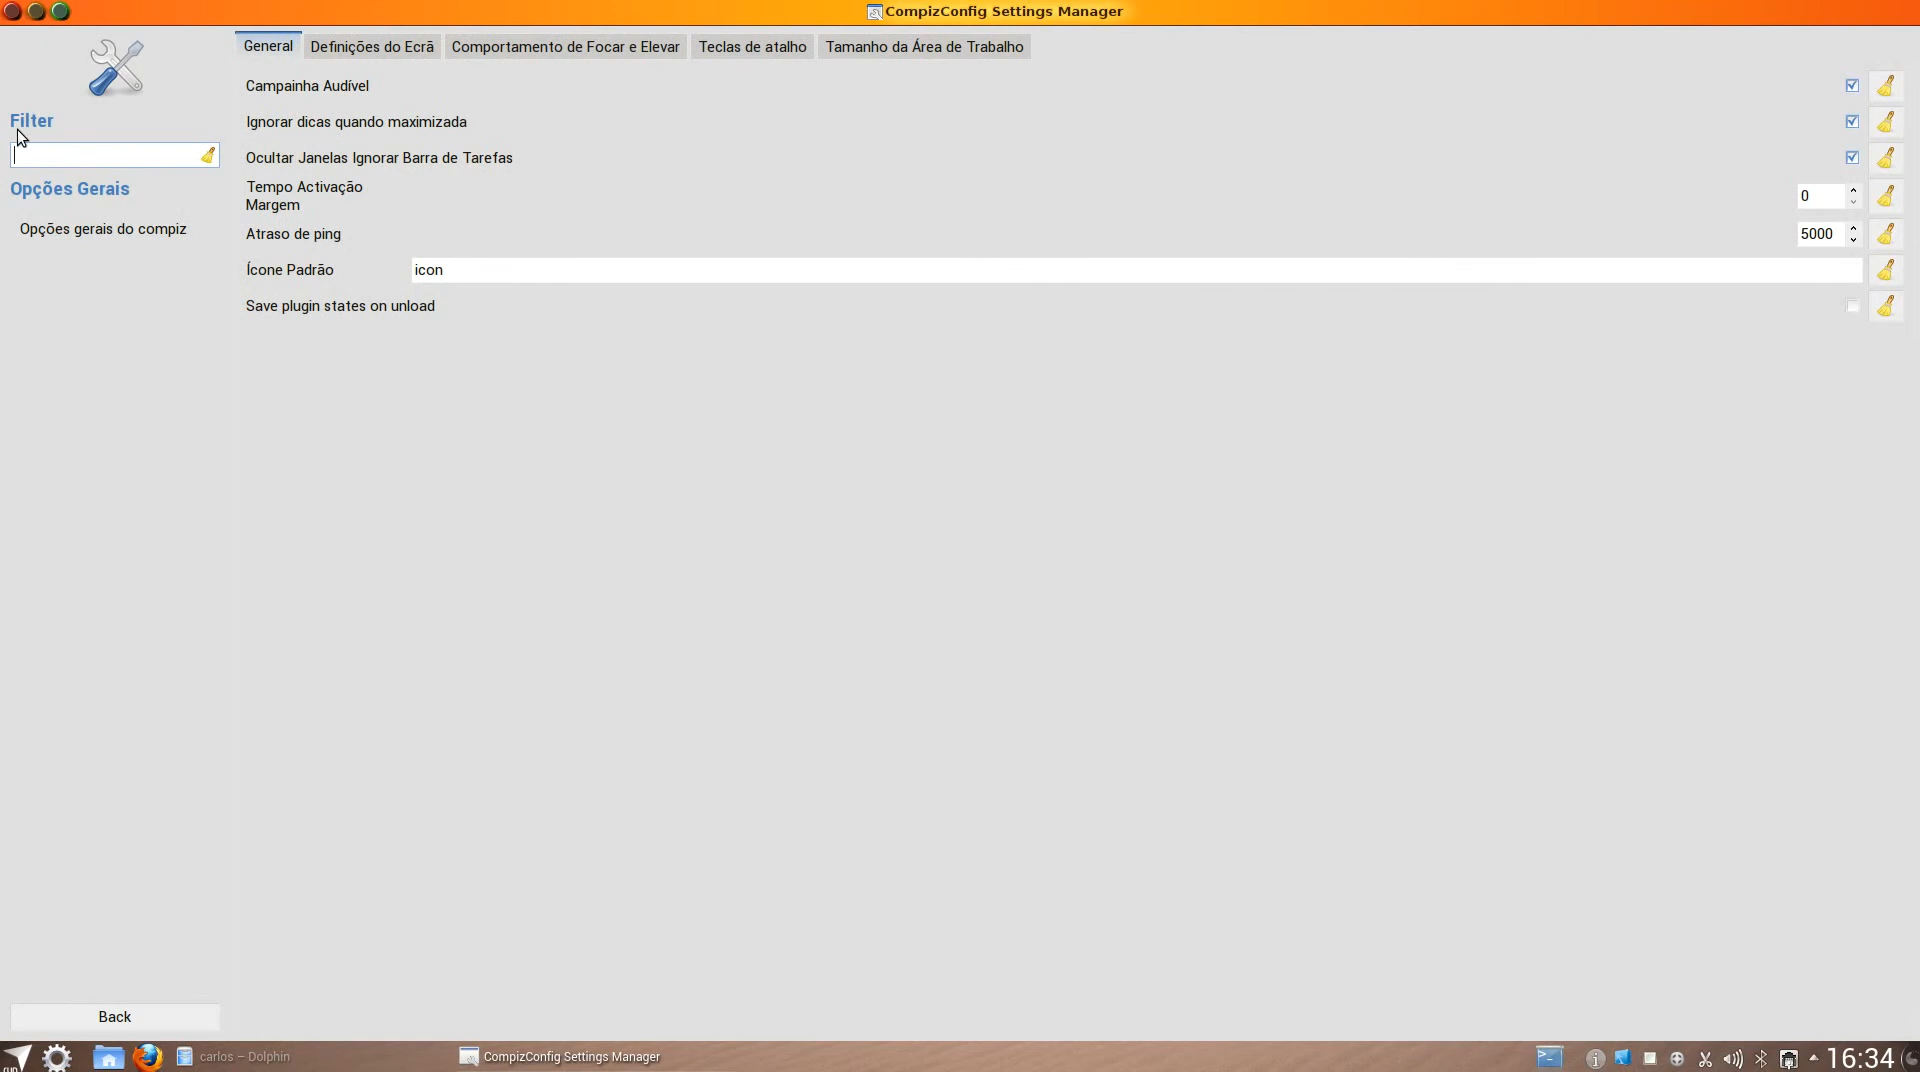 CompizConfig Settings Manager
General
Definições do Ecrã
Comportamento de Focar e Elevar
Teclas de atalho
Tamanho da Área de Trabalho
Filter
Opções Gerais
Opções gerais do compiz
Campainha Audível
Ignorar dicas quando maximizada
Ocultar Janelas Ignorar Barra de Tarefas
Tempo Activação
Margem
0
Atraso de ping
5000
Ícone Padrão
icon
Save plugin states on unload
Back
run
carlos – Dolphin
CompizConfig Settings Manager
16:34